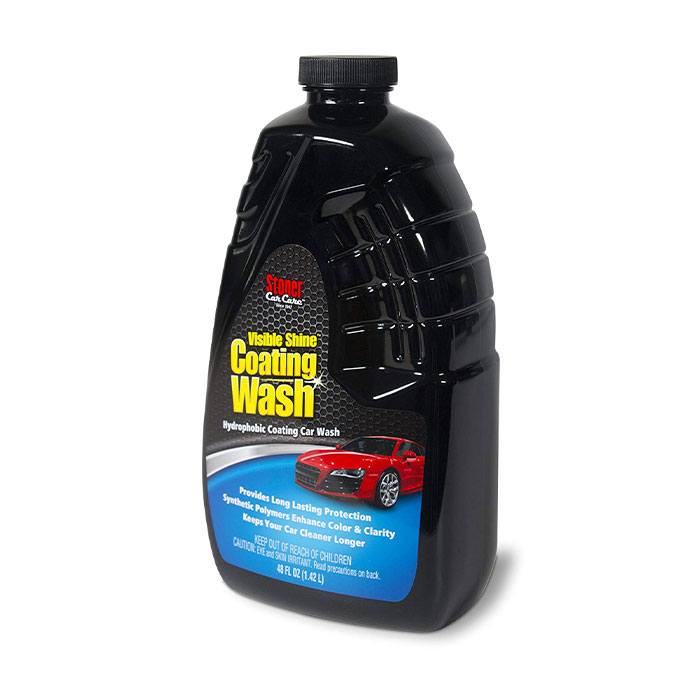 Stoner
Car Care™
Since 1942
Visible Shine™
Coating
Wash
Hydrophobic Coating Car Wash
Provides Long Lasting Protection
Synthetic Polymers Enhance Color & Clarity
Keeps Your Car Cleaner Longer
KEEP OUT OF REACH OF CHILDREN
CAUTION: EYE and SKIN IRRITANT. Read precautions on back.
48 FL OZ (1.42 L)